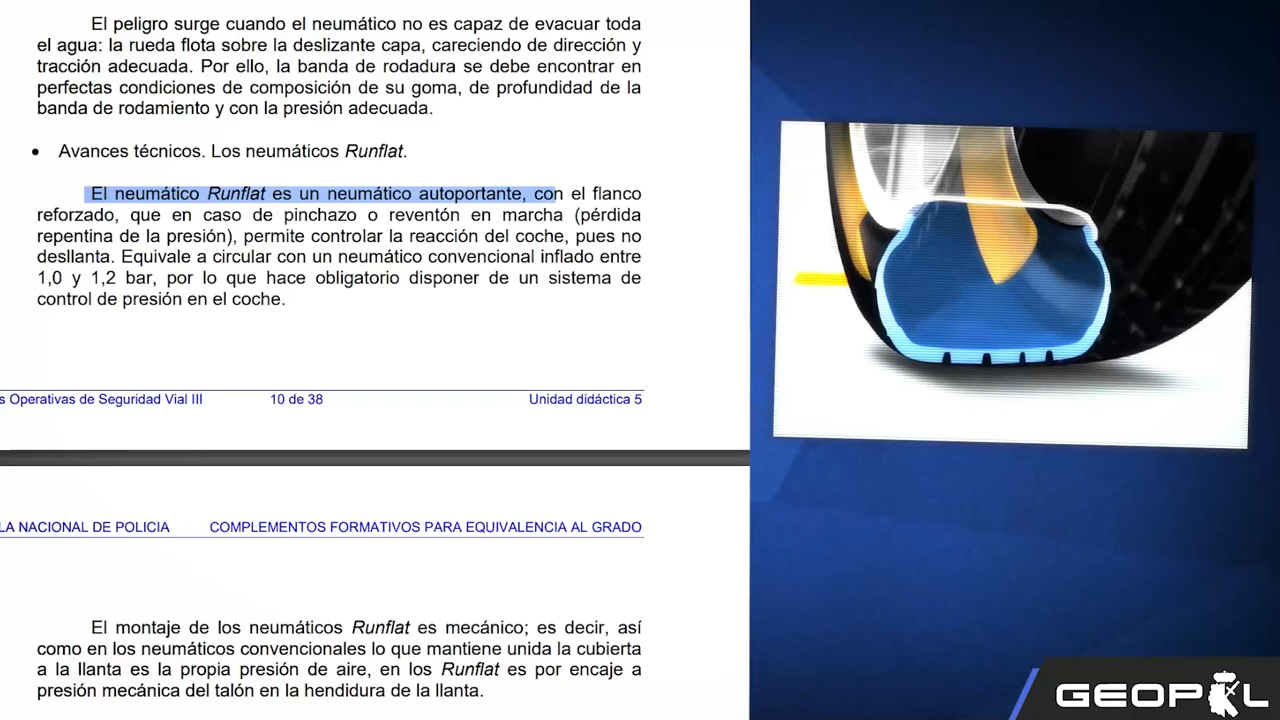 El peligro surge cuando el neumático no es capaz de evacuar toda
el agua: la rueda flota sobre la deslizante capa, careciendo de dirección y
tracción adecuada. Por ello, la banda de rodadura se debe encontrar en
perfectas condiciones de composición de su goma, de profundidad de la
banda de rodamiento y con la presión adecuada.
• Avances técnicos. Los neumáticos Runflat.
El neumático Runflat es un neumático autoportante, con el flanco
reforzado, que en caso de pinchazo o reventón en marcha (pérdida
repentina de la presión), permite controlar la reacción del coche, pues no
desllanta. Equivale a circular con un neumático convencional inflado entre
1,0 y 1,2 bar, por lo que hace obligatorio disponer de un sistema de
control de presión en el coche.
s Operativas de Seguridad Vial III 10 de 38 Unidad didáctica 5
LA NACIONAL DE POLICIA COMPLEMENTOS FORMATIVOS PARA EQUIVALENCIA AL GRADO
El montaje de los neumáticos Runflat es mecánico; es decir, así
como en los neumáticos convencionales lo que mantiene unida la cubierta
a la llanta es la propia presión de aire, en los Runflat es por encaje a
presión mecánica del talón en la hendidura de la llanta.
GEOPOL